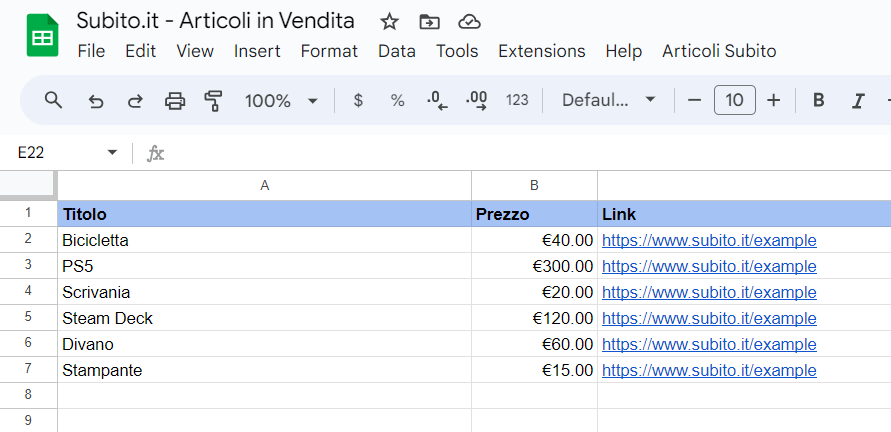 Subito.it - Articoli in Vendita
File Edit View Insert Format Data Tools Extensions Help Articoli Subito
100% $ % .0 .00 123 Defaul... 10 B I
E22 fx
A B
1 Titolo Prezzo Link
2 Bicicletta €40.00 https://www.subito.it/example
3 PS5 €300.00 https://www.subito.it/example
4 Scrivania €20.00 https://www.subito.it/example
5 Steam Deck €120.00 https://www.subito.it/example
6 Divano €60.00 https://www.subito.it/example
7 Stampante €15.00 https://www.subito.it/example
8
9